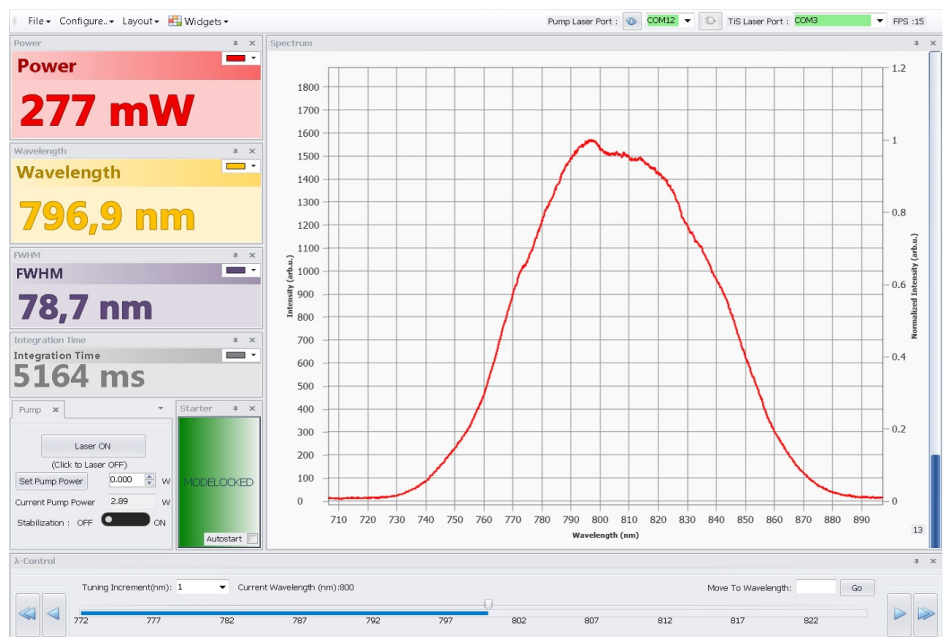 File Configure.. Layout Widgets Pump Laser Port : COM12 TiS Laser Port : COM3 FPS :15
Power
Power
277 mW
Wavelength
Wavelength
796,9 nm
FWHM
FWHM
78,7 nm
Integration Time
Integration Time
5164 ms
Pump
Laser ON
(Click to Laser OFF)
Set Pump Power 0.000 W
Current Pump Power 2.89 W
Stabilization : OFF ON
Starter
MODELOCKED
Autostart
Spectrum
Intensity (arb.u.)
1800
1700
1600
1500
1400
1300
1200
1100
1000
900
800
700
600
500
400
300
200
100
0
710 720 730 740 750 760 770 780 790 800 810 820 830 840 850 860 870 880 890
Wavelength (nm)
1.2
1
0.8
0.6
0.4
0.2
0
Normalized Intensity (arb.u.)
13
λ-Control
Tuning Increment(nm): 1 Current Wavelength (nm):800 Move To Wavelength: Go
772 777 782 787 792 797 802 807 812 817 822